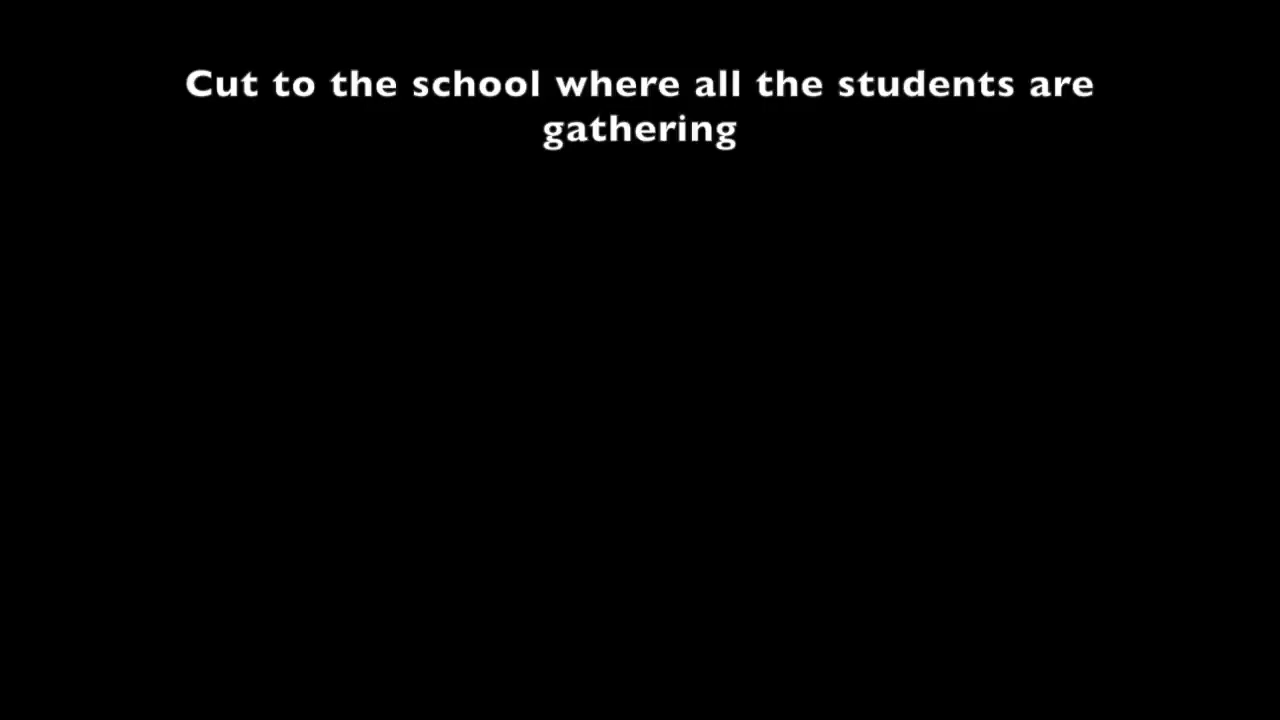 Cut to the school where all the students are
gathering